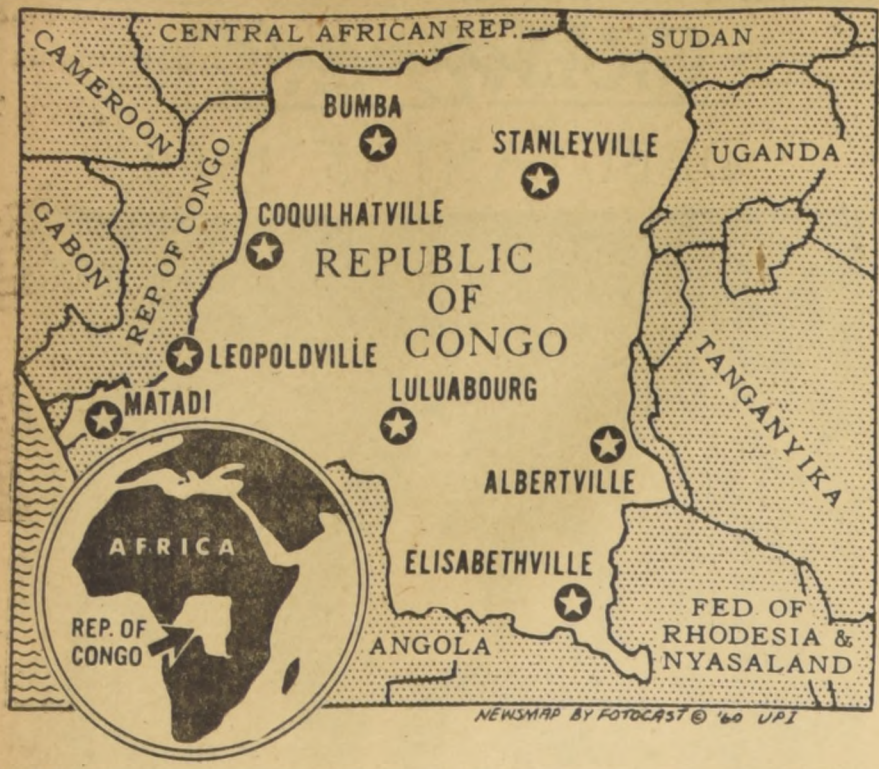 CENTRAL AFRICAN REP.
SUDAN
CAMEROON
BUMBA
STANLEYVILLE
UGANDA
GABON
REP. OF CONGO
COQUILHATVILLE
REPUBLIC
OF
CONGO
LEOPOLDVILLE
TANGANYIKA
MATADI
LULUABOURG
ALBERTVILLE
AFRICA
ELISABETHVILLE
REP. OF
CONGO
ANGOLA
FED. OF
RHODESIA &
NYASALAND
NEWSMAP BY FOTOCAST © '60 UPI